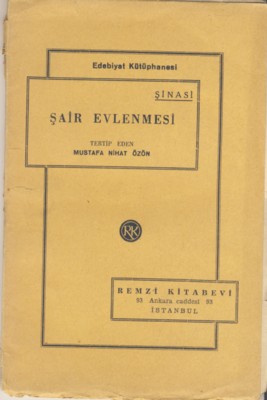 Edebiyat Kütüphanesi
ŞİNASİ
ŞAİR EVLENMESİ
TERTİP EDEN
MUSTAFA NİHAT ÖZÖN
RK
REMZİ KİTABEVİ
93 Ankara caddesi 93
İSTANBUL